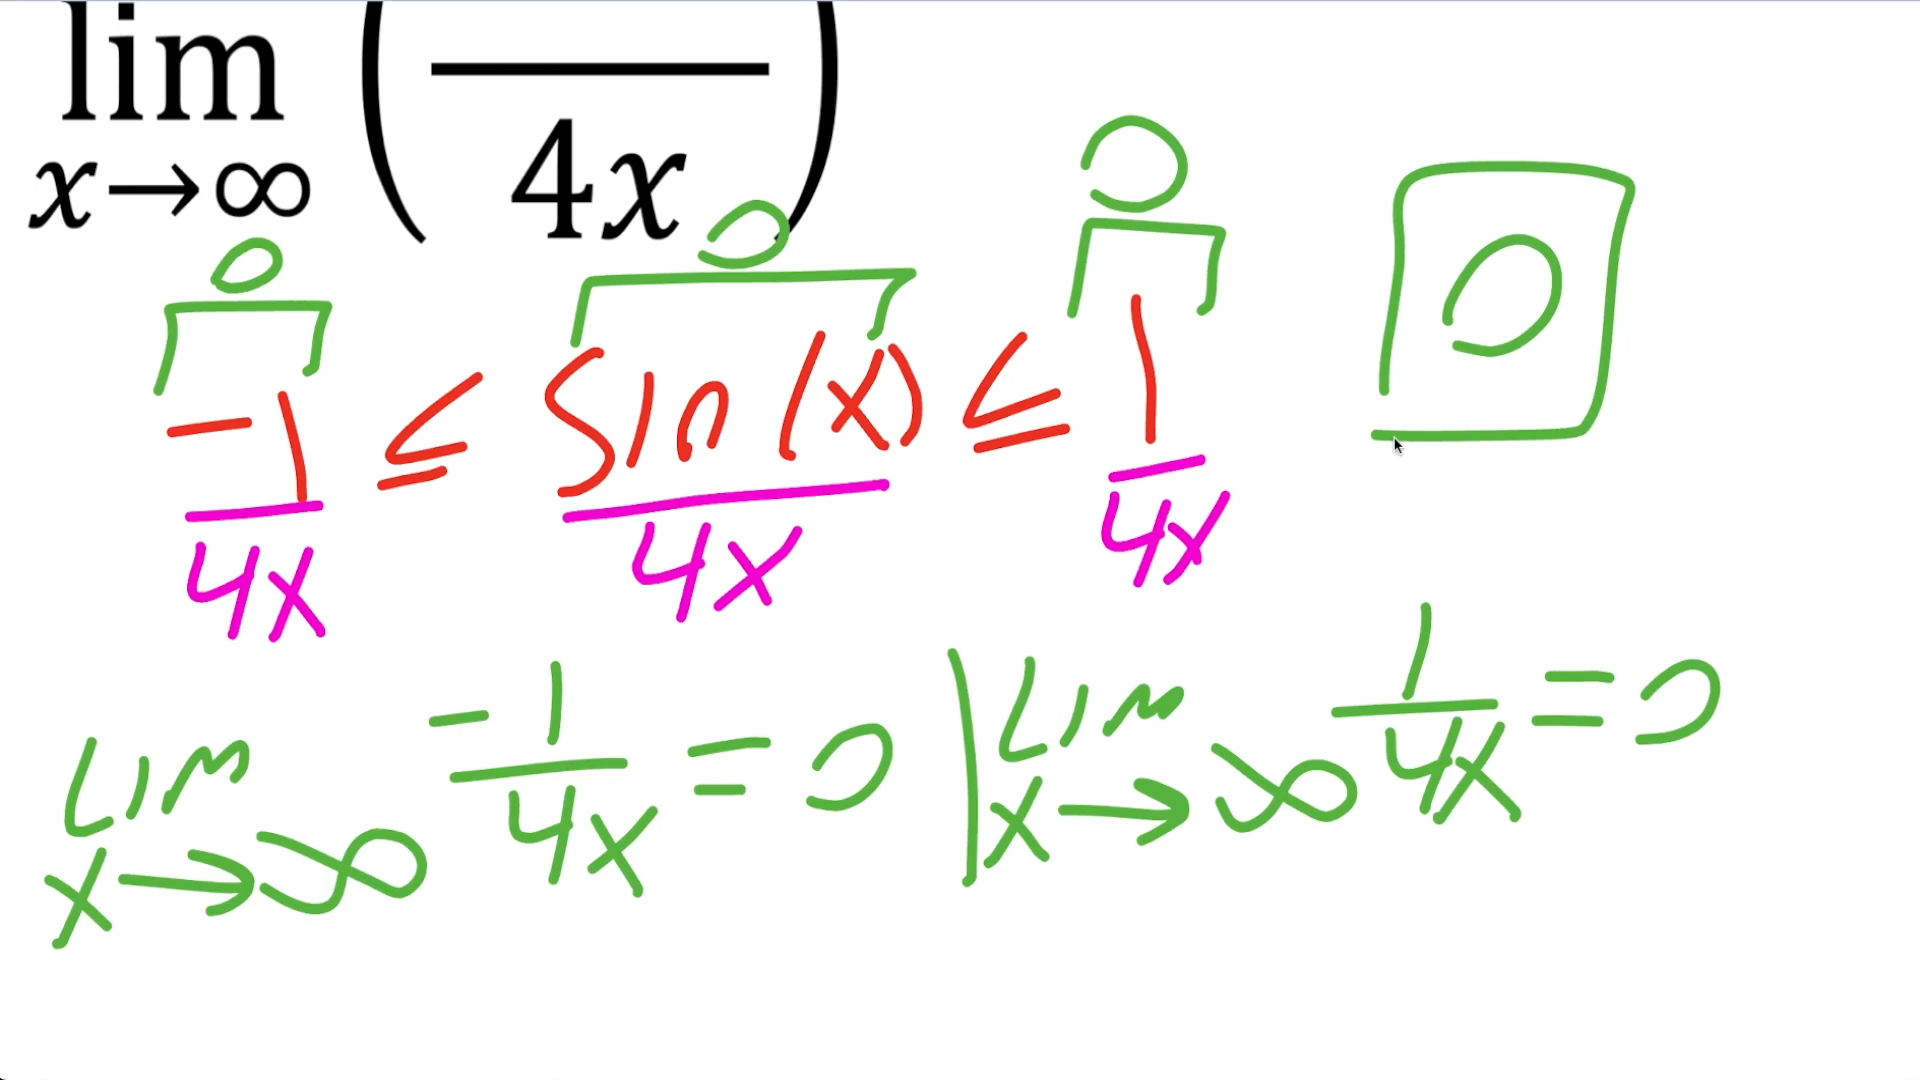 lim ( — / 4x )
x→∞
0 0 0
-1/4x ≤ sin(x)/4x ≤ 1/4x
0
Lim x→∞ -1/4x = 0 | Lim x→∞ 1/4x = 0